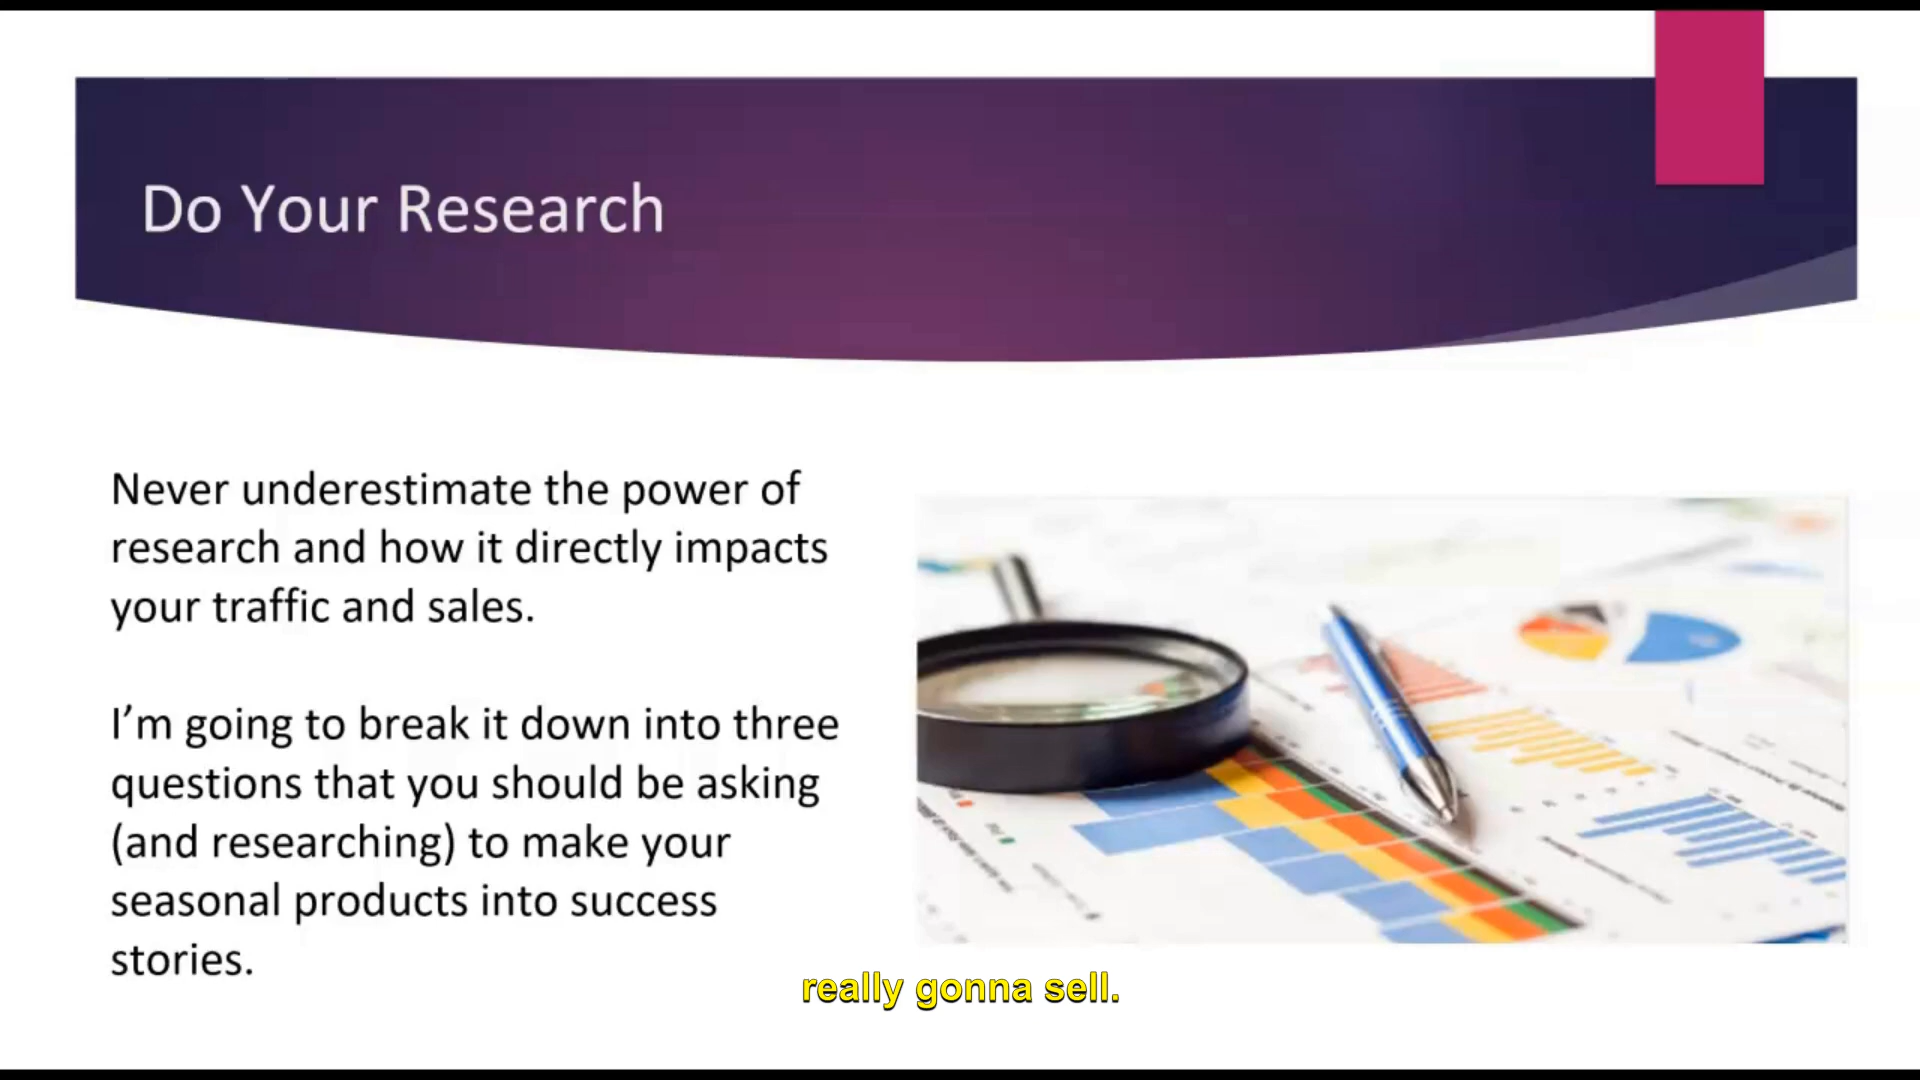 Do Your Research
Never underestimate the power of
research and how it directly impacts
your traffic and sales.
I’m going to break it down into three
questions that you should be asking
(and researching) to make your
seasonal products into success
stories.
really gonna sell.